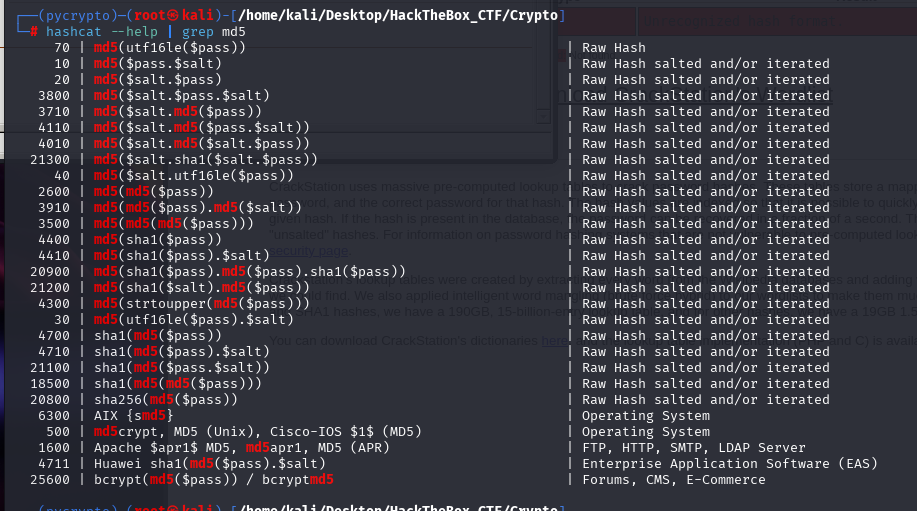 ┌──(pycrypto)─(root㉿kali)-[/home/kali/Desktop/HackTheBox_CTF/Crypto]
└─# hashcat --help | grep md5
70 | md5(utf16le($pass)) | Raw Hash
10 | md5($pass.$salt) | Raw Hash salted and/or iterated
20 | md5($salt.$pass) | Raw Hash salted and/or iterated
3800 | md5($salt.$pass.$salt) | Raw Hash salted and/or iterated
3710 | md5($salt.md5($pass)) | Raw Hash salted and/or iterated
4110 | md5($salt.md5($pass.$salt)) | Raw Hash salted and/or iterated
4010 | md5($salt.md5($salt.$pass)) | Raw Hash salted and/or iterated
21300 | md5($salt.sha1($salt.$pass)) | Raw Hash salted and/or iterated
40 | md5($salt.utf16le($pass)) | Raw Hash salted and/or iterated
2600 | md5(md5($pass)) | Raw Hash salted and/or iterated
3910 | md5(md5($pass).md5($salt)) | Raw Hash salted and/or iterated
3500 | md5(md5(md5($pass))) | Raw Hash salted and/or iterated
4400 | md5(sha1($pass)) | Raw Hash salted and/or iterated
4410 | md5(sha1($pass).$salt) | Raw Hash salted and/or iterated
20900 | md5(sha1($pass).md5($pass).sha1($pass)) | Raw Hash salted and/or iterated
21200 | md5(sha1($salt).md5($pass)) | Raw Hash salted and/or iterated
4300 | md5(strtoupper(md5($pass))) | Raw Hash salted and/or iterated
30 | md5(utf16le($pass).$salt) | Raw Hash salted and/or iterated
4700 | sha1(md5($pass)) | Raw Hash salted and/or iterated
4710 | sha1(md5($pass).$salt) | Raw Hash salted and/or iterated
21100 | sha1(md5($pass.$salt)) | Raw Hash salted and/or iterated
18500 | sha1(md5(md5($pass))) | Raw Hash salted and/or iterated
20800 | sha256(md5($pass)) | Raw Hash salted and/or iterated
6300 | AIX {smd5} | Operating System
500 | md5crypt, MD5 (Unix), Cisco-IOS $1$ (MD5) | Operating System
1600 | Apache $apr1$ MD5, md5apr1, MD5 (APR) | FTP, HTTP, SMTP, LDAP Server
4711 | Huawei sha1(md5($pass).$salt) | Enterprise Application Software (EAS)
25600 | bcrypt(md5($pass)) / bcryptmd5 | Forums, CMS, E-Commerce
┌──(pycrypto)─(root㉿kali)-[/home/kali/Desktop/HackTheBox_CTF/Crypto]